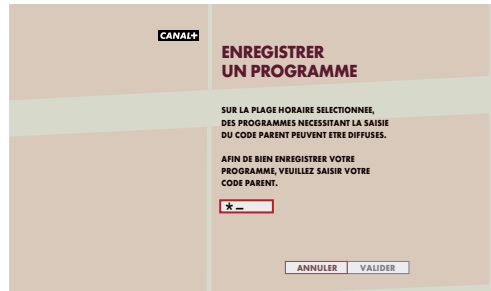 CANAL+
ENREGISTRER
UN PROGRAMME
SUR LA PLAGE HORAIRE SELECTIONNEE,
DES PROGRAMMES NECESSITANT LA SAISIE
DU CODE PARENT PEUVENT ETRE DIFFUSES.
AFIN DE BIEN ENREGISTRER VOTRE
PROGRAMME, VEUILLEZ SAISIR VOTRE
CODE PARENT.
*–
ANNULER VALIDER